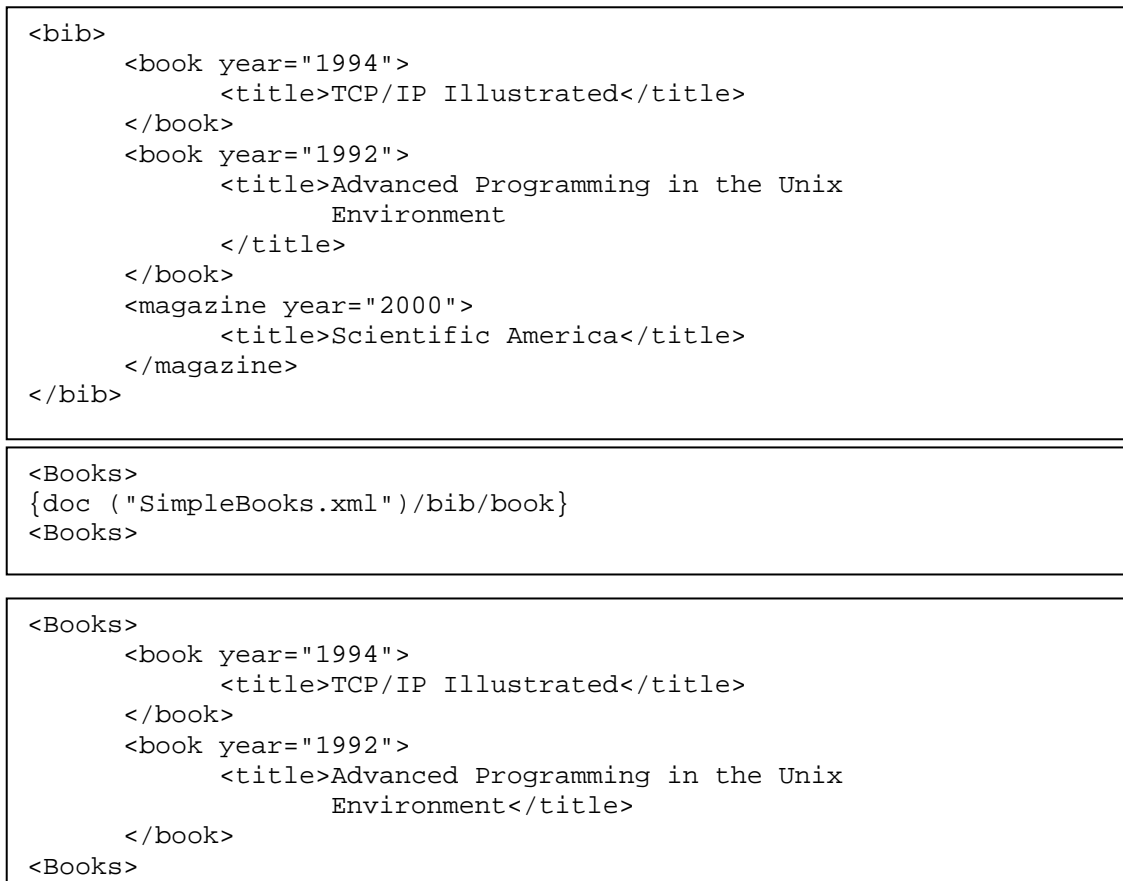 <bib>
<book year="1994">
<title>TCP/IP Illustrated</title>
</book>
<book year="1992">
<title>Advanced Programming in the Unix
Environment
</title>
</book>
<magazine year="2000">
<title>Scientific America</title>
</magazine>
</bib>
<Books>
{doc ("SimpleBooks.xml")/bib/book}
<Books>
<Books>
<book year="1994">
<title>TCP/IP Illustrated</title>
</book>
<book year="1992">
<title>Advanced Programming in the Unix
Environment</title>
</book>
<Books>